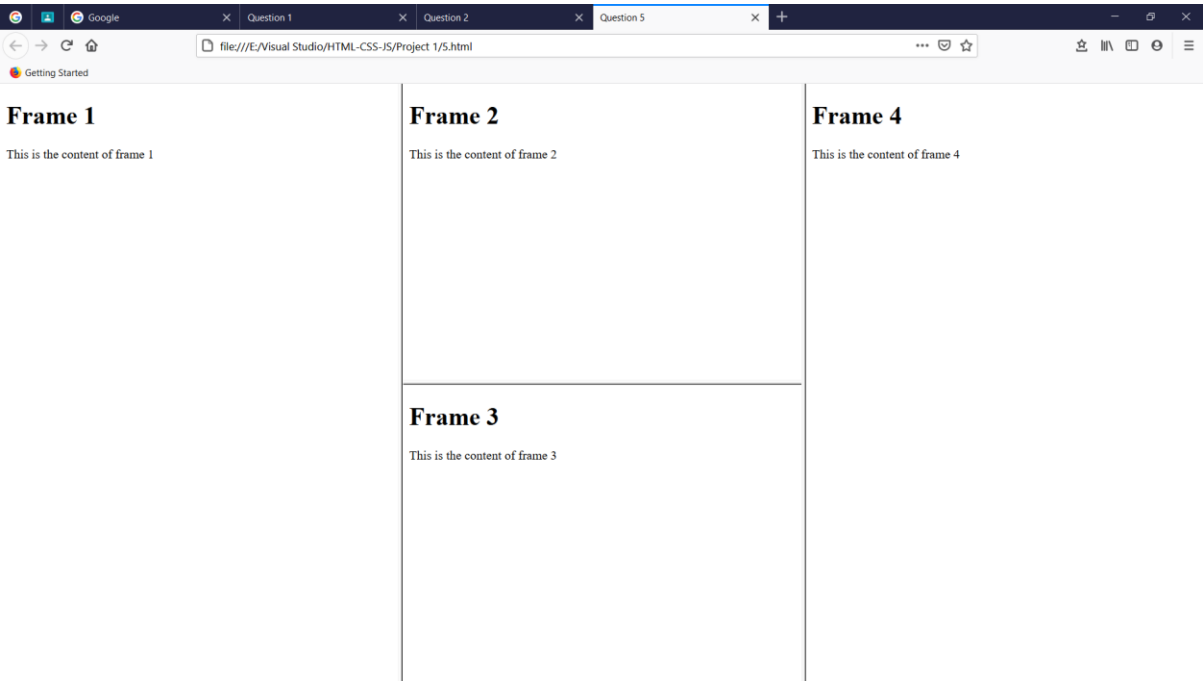 Google
Question 1
Question 2
Question 5
file:///E:/Visual Studio/HTML-CSS-JS/Project 1/5.html
Getting Started
Frame 1
This is the content of frame 1
Frame 2
This is the content of frame 2
Frame 3
This is the content of frame 3
Frame 4
This is the content of frame 4